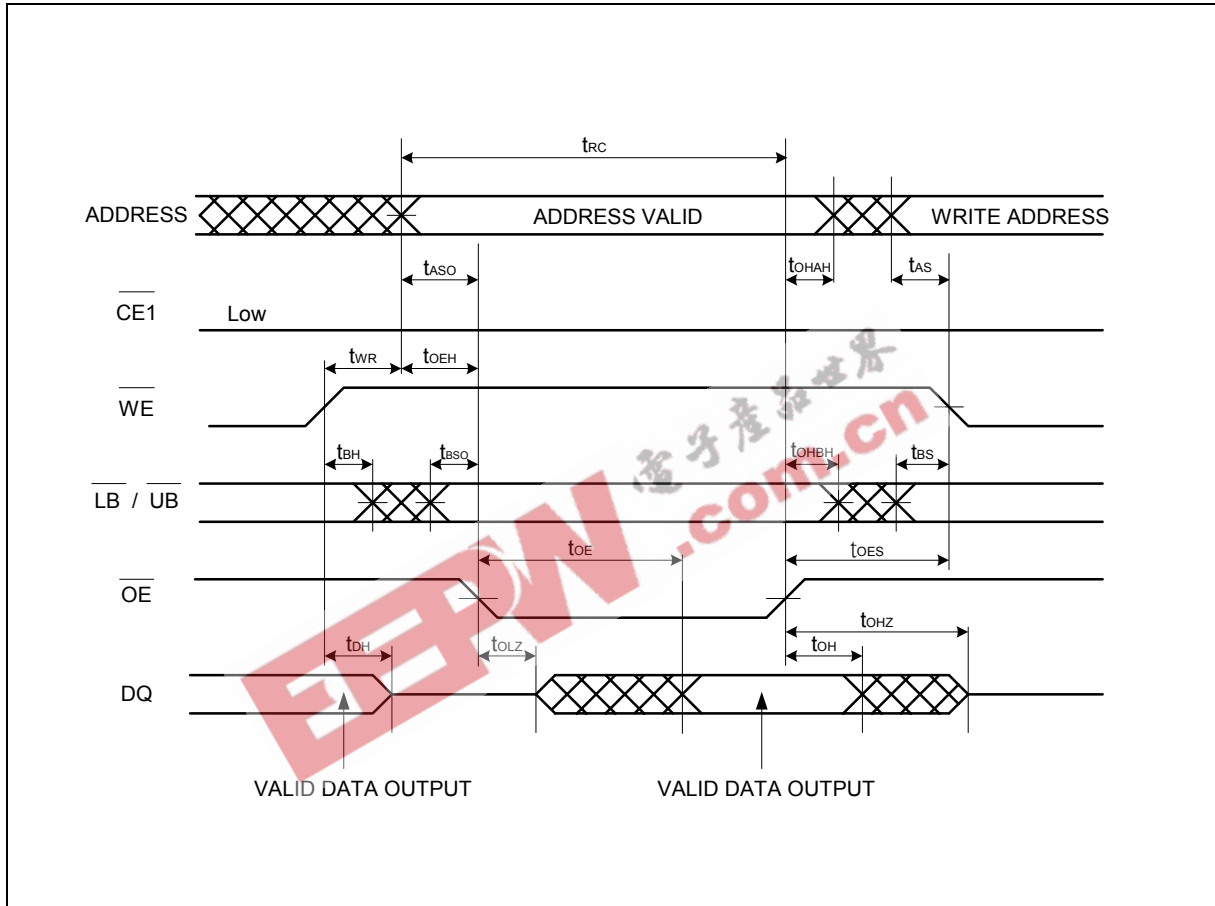 tRC
ADDRESS
ADDRESS VALID
WRITE ADDRESS
tASO
tOHAH
tAS
CE1
Low
tWR
tOEH
WE
tBH
tBSO
tOHBH
tBS
LB / UB
tOE
tOES
OE
tOHZ
tDH
tOLZ
tOH
DQ
VALID DATA OUTPUT
VALID DATA OUTPUT
EEPW.com.cn
電子產品世界